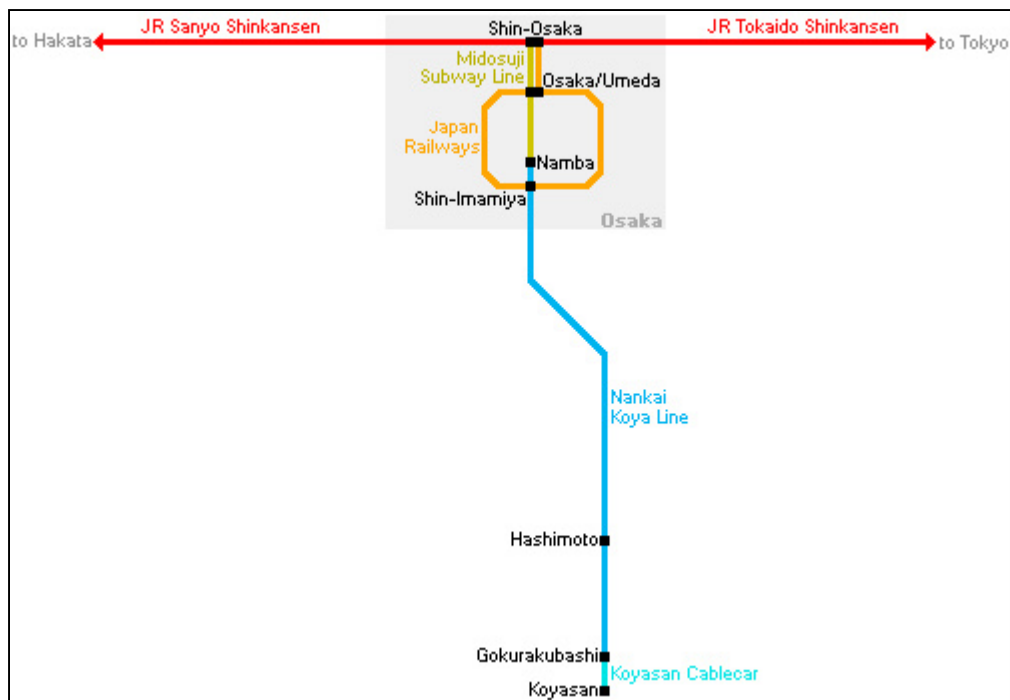 JR Sanyo Shinkansen
Shin-Osaka
JR Tokaido Shinkansen
to Hakata
to Tokyo
Midosuji
Subway Line
Osaka/Umeda
Japan
Railways
Namba
Shin-Imamiya
Osaka
Nankai
Koya Line
Hashimoto
Gokurakubashi
Koyasan Cablecar
Koyasan